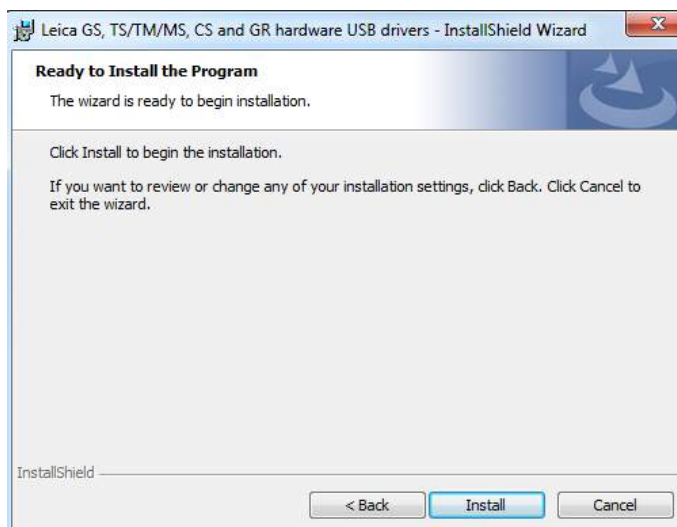 Leica GS, TS/TM/MS, CS and GR hardware USB drivers - InstallShield Wizard
Ready to Install the Program
The wizard is ready to begin installation.
Click Install to begin the installation.
If you want to review or change any of your installation settings, click Back. Click Cancel to
exit the wizard.
InstallShield
< Back
Install
Cancel